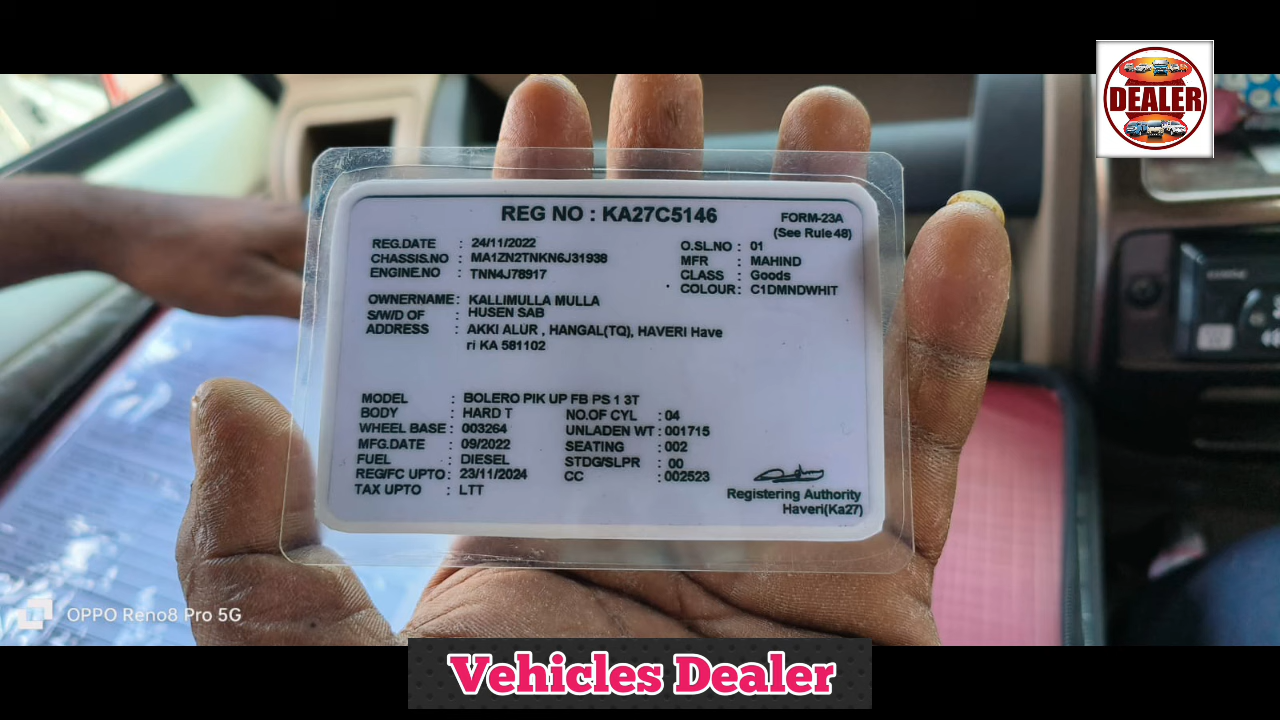 DEALER
REG NO : KA27C5146
FORM-23A
(See Rule 48)
REG.DATE : 24/11/2022
O.SL.NO : 01
CHASSIS.NO : MA1ZN2TNKN6J31938
MFR : MAHIND
ENGINE.NO : TNN4J78917
CLASS : Goods
COLOUR : C1DMNDWHIT
OWNERNAME : KALLIMULLA MULLA
S/W/D OF : HUSEN SAB
ADDRESS : AKKI ALUR , HANGAL(TQ), HAVERI Have
ri KA 581102
MODEL : BOLERO PIK UP FB PS 1 3T
BODY : HARD T
NO.OF CYL : 04
WHEEL BASE : 003264
UNLADEN WT : 001715
MFG.DATE : 09/2022
SEATING : 002
FUEL : DIESEL
STDG/SLPR : 00
REG/FC UPTO : 23/11/2024
CC : 002523
TAX UPTO : LTT
Registering Authority
Haveri(Ka27)
OPPO Reno8 Pro 5G
Vehicles Dealer